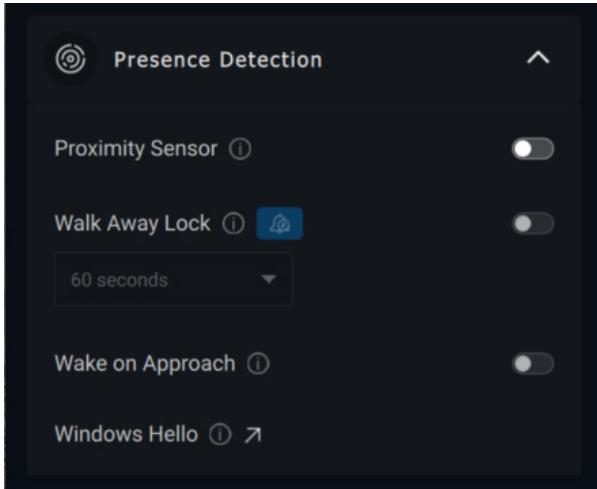 Presence Detection
Proximity Sensor
Walk Away Lock
60 seconds
Wake on Approach
Windows Hello